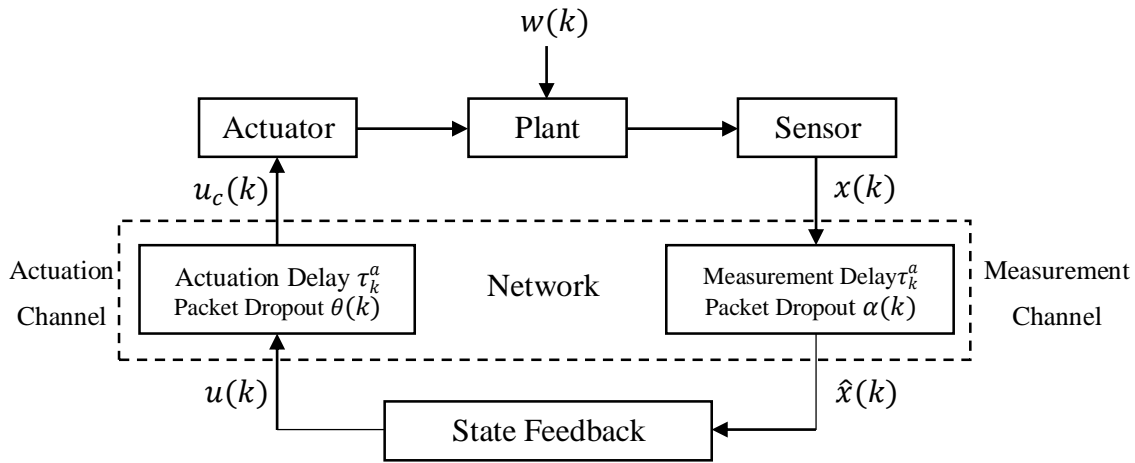 w(k)
Actuator
Plant
Sensor
u_c(k)
x(k)
Actuation
Channel
Actuation Delay τ_k^a
Packet Dropout θ(k)
Network
Measurement Delayτ_k^a
Packet Dropout α(k)
Measurement
Channel
u(k)
x̂(k)
State Feedback